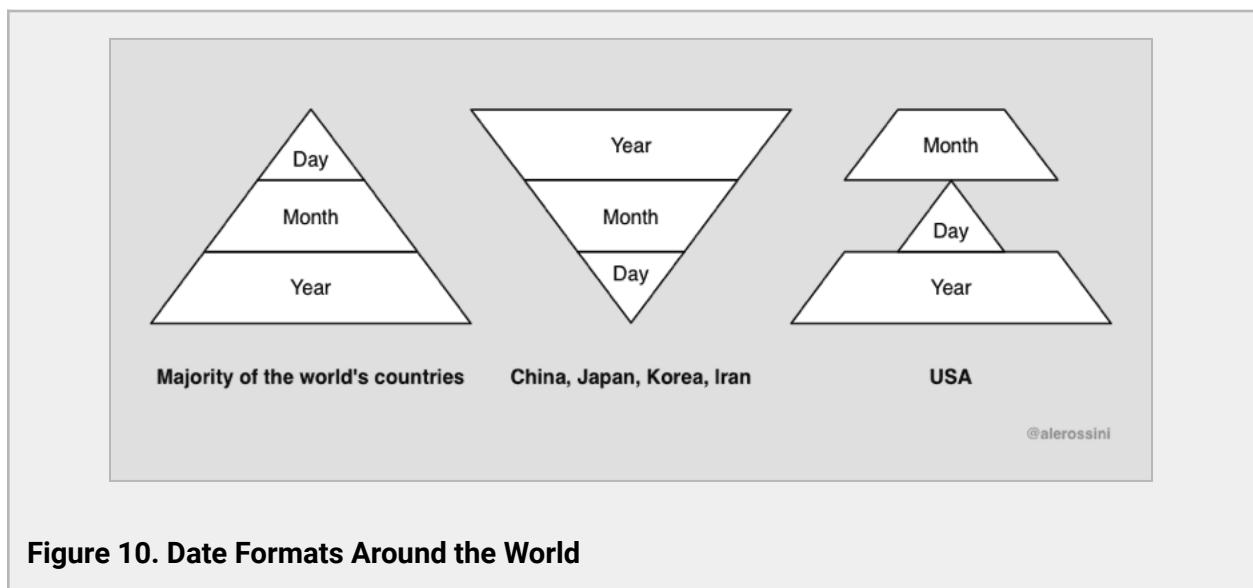 Day
Month
Year
Majority of the world's countries
Year
Month
Day
China, Japan, Korea, Iran
Month
Day
Year
USA
@alerossini
Figure 10. Date Formats Around the World